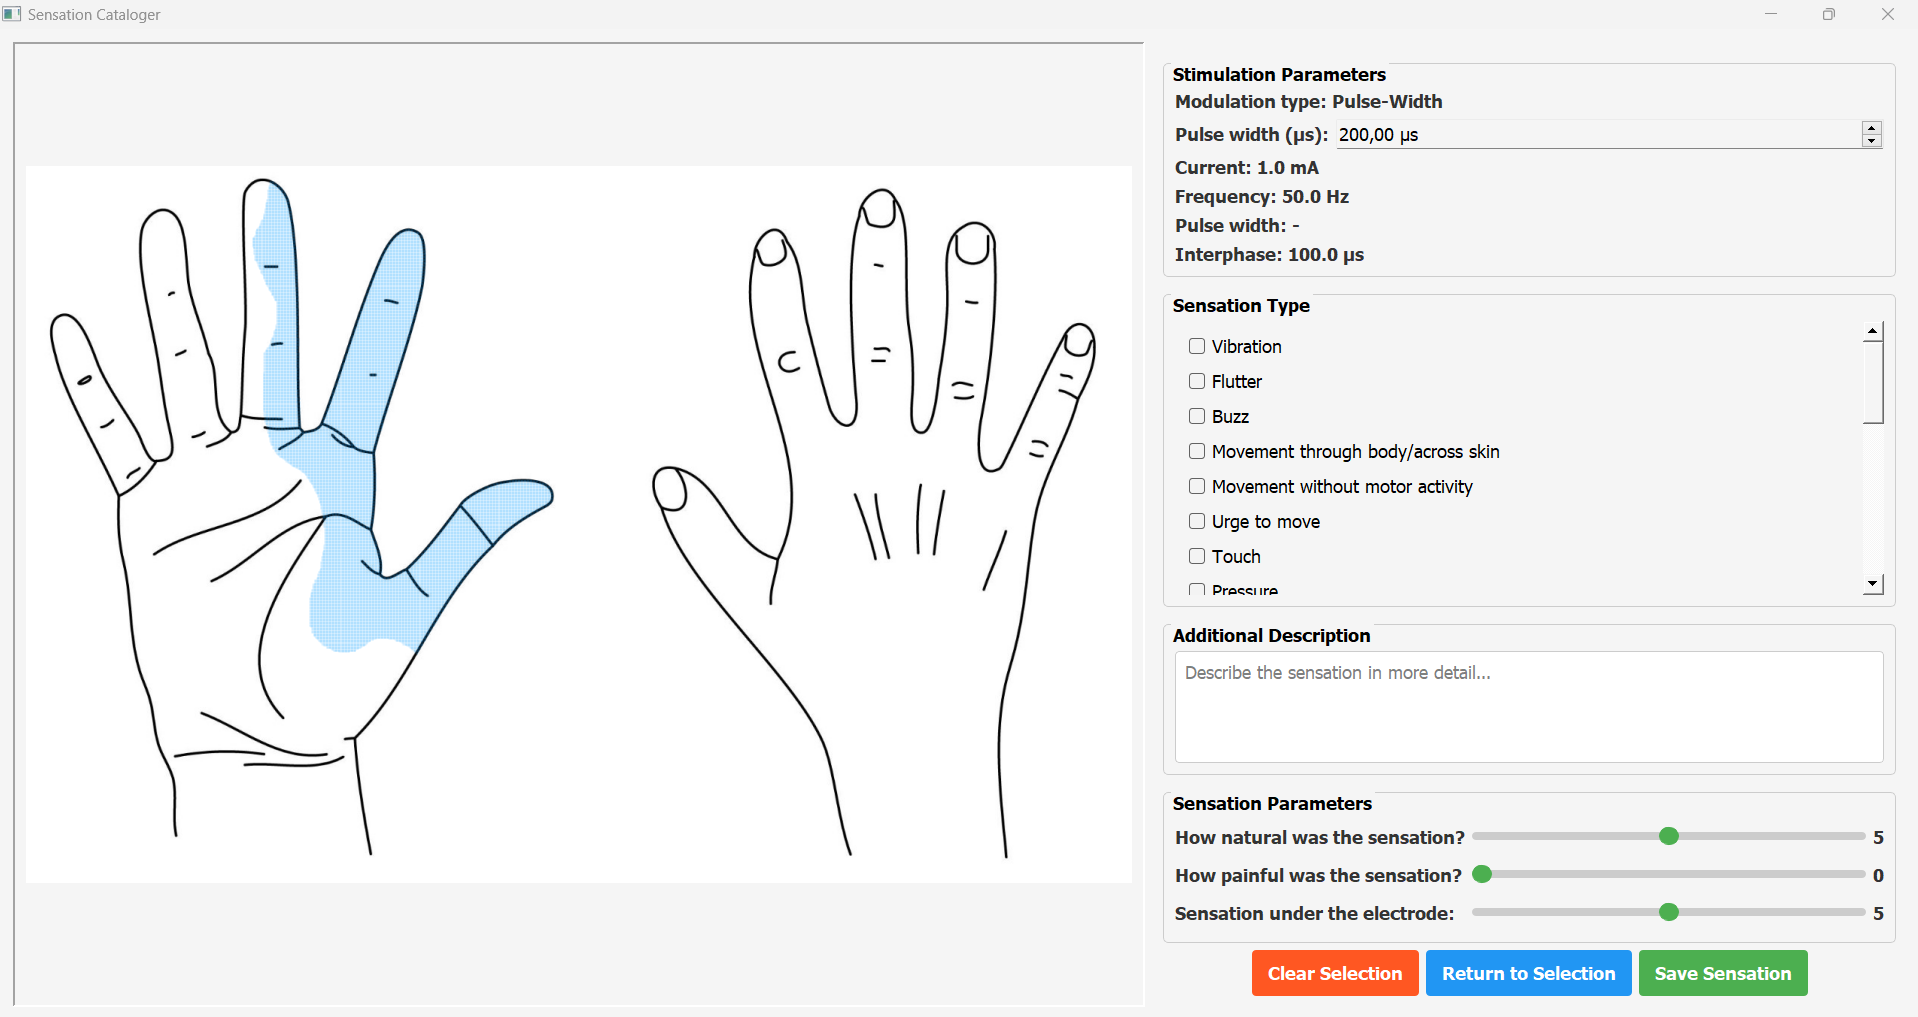 Sensation Cataloger
Stimulation Parameters
Modulation type: Pulse-Width
Pulse width (µs): 200,00 µs
Current: 1.0 mA
Frequency: 50.0 Hz
Pulse width: -
Interphase: 100.0 µs
Sensation Type
Vibration
Flutter
Buzz
Movement through body/across skin
Movement without motor activity
Urge to move
Touch
Pressure
Additional Description
Describe the sensation in more detail...
Sensation Parameters
How natural was the sensation? 5
How painful was the sensation? 0
Sensation under the electrode: 5
Clear Selection Return to Selection Save Sensation